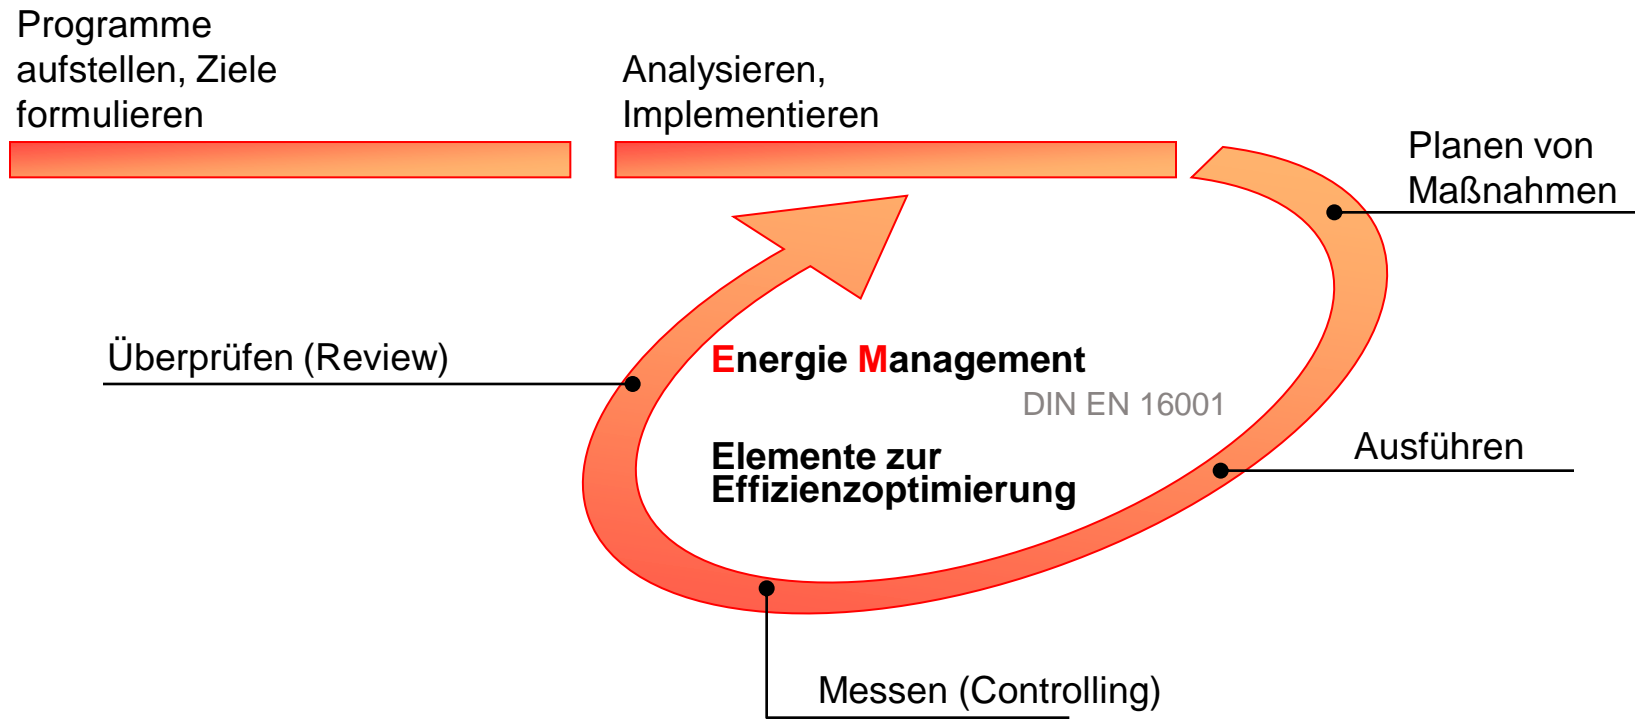 Programme
aufstellen, Ziele
formulieren
Analysieren,
Implementieren
Planen von
Maßnahmen
Überprüfen (Review)
Energie Management
DIN EN 16001
Elemente zur
Effizienzoptimierung
Ausführen
Messen (Controlling)